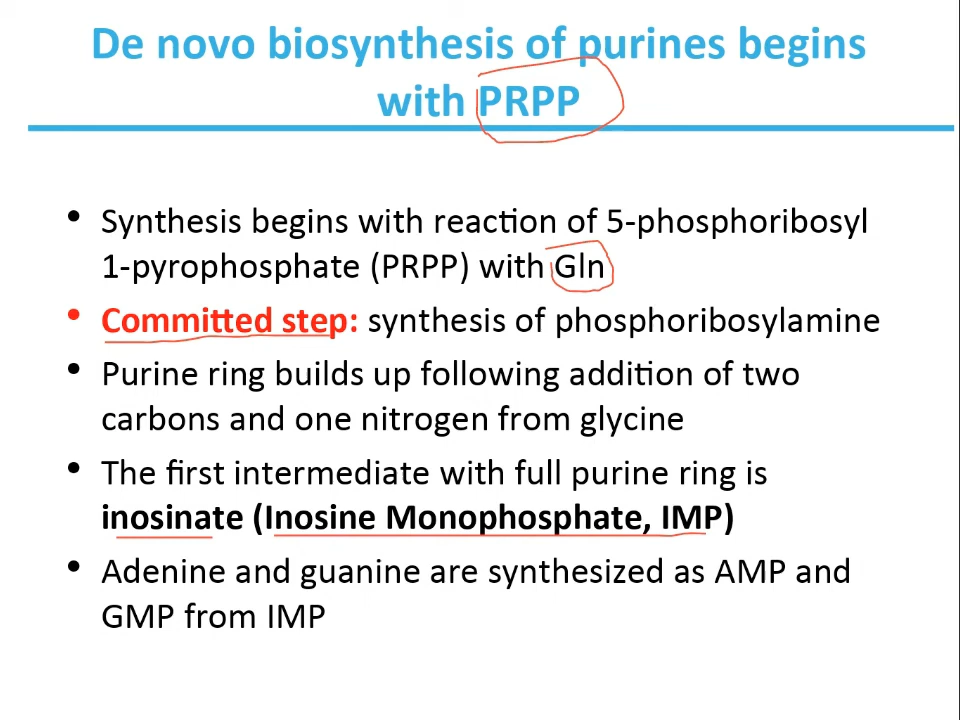 De novo biosynthesis of purines begins
with PRPP
• Synthesis begins with reaction of 5-phosphoribosyl
1-pyrophosphate (PRPP) with Gln
• Committed step: synthesis of phosphoribosylamine
• Purine ring builds up following addition of two
carbons and one nitrogen from glycine
• The first intermediate with full purine ring is
inosinate (Inosine Monophosphate, IMP)
• Adenine and guanine are synthesized as AMP and
GMP from IMP